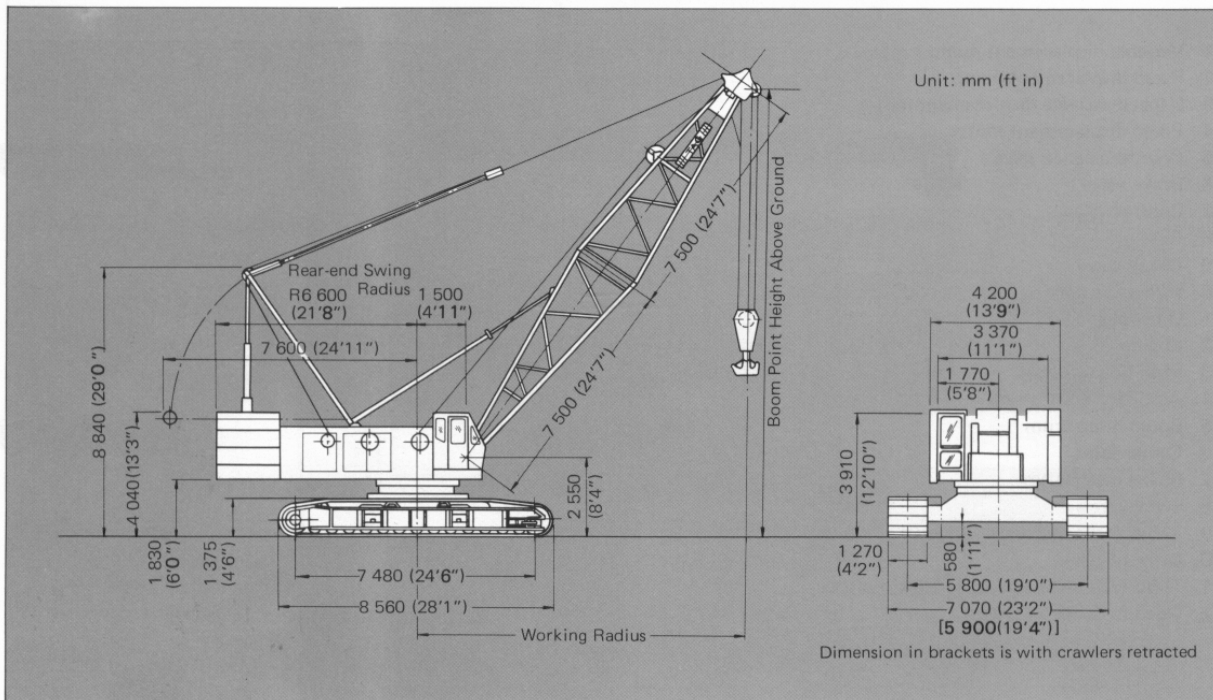 Unit: mm (ft in)
Boom Point Height Above Ground
7 500 (24'7")
7 500 (24'7")
Rear-end Swing
Radius
R6 600
(21'8")
1 500
(4'11")
7 600 (24'11")
8 840 (29'0")
4 040(13'3")
1 830
(6'0")
1 375
(4'6")
2 550
(8'4")
7 480 (24'6")
8 560 (28'1")
Working Radius
4 200
(13'9")
3 370
(11'1")
1 770
(5'8")
3 910
(12'10")
1 270
(4'2")
580
(1'11")
5 800 (19'0")
7 070 (23'2")
[5 900(19'4")]
Dimension in brackets is with crawlers retracted